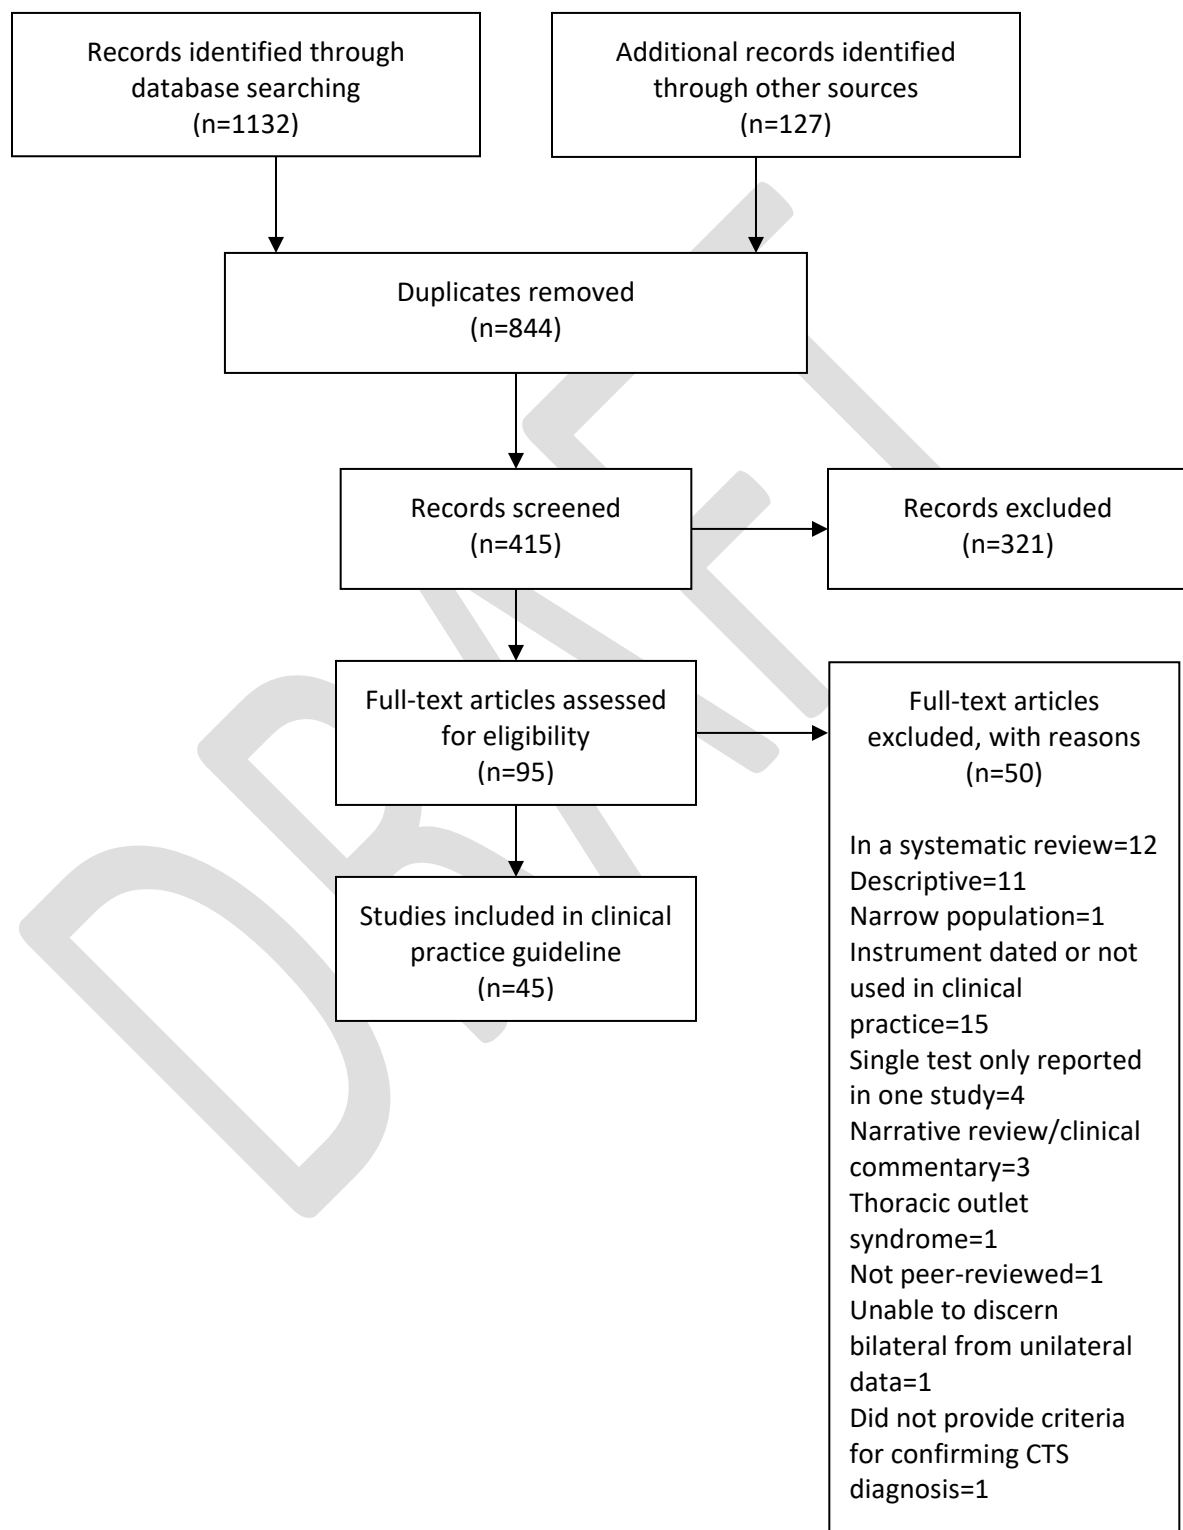 Records identified through
database searching
(n=1132)
Additional records identified
through other sources
(n=127)
Duplicates removed
(n=844)
Records screened
(n=415)
Records excluded
(n=321)
Full-text articles assessed
for eligibility
(n=95)
Full-text articles
excluded, with reasons
(n=50)
In a systematic review=12
Descriptive=11
Narrow population=1
Instrument dated or not
used in clinical
practice=15
Single test only reported
in one study=4
Narrative review/clinical
commentary=3
Thoracic outlet
syndrome=1
Not peer-reviewed=1
Unable to discern
bilateral from unilateral
data=1
Did not provide criteria
for confirming CTS
diagnosis=1
Studies included in clinical
practice guideline
(n=45)
DRAFT